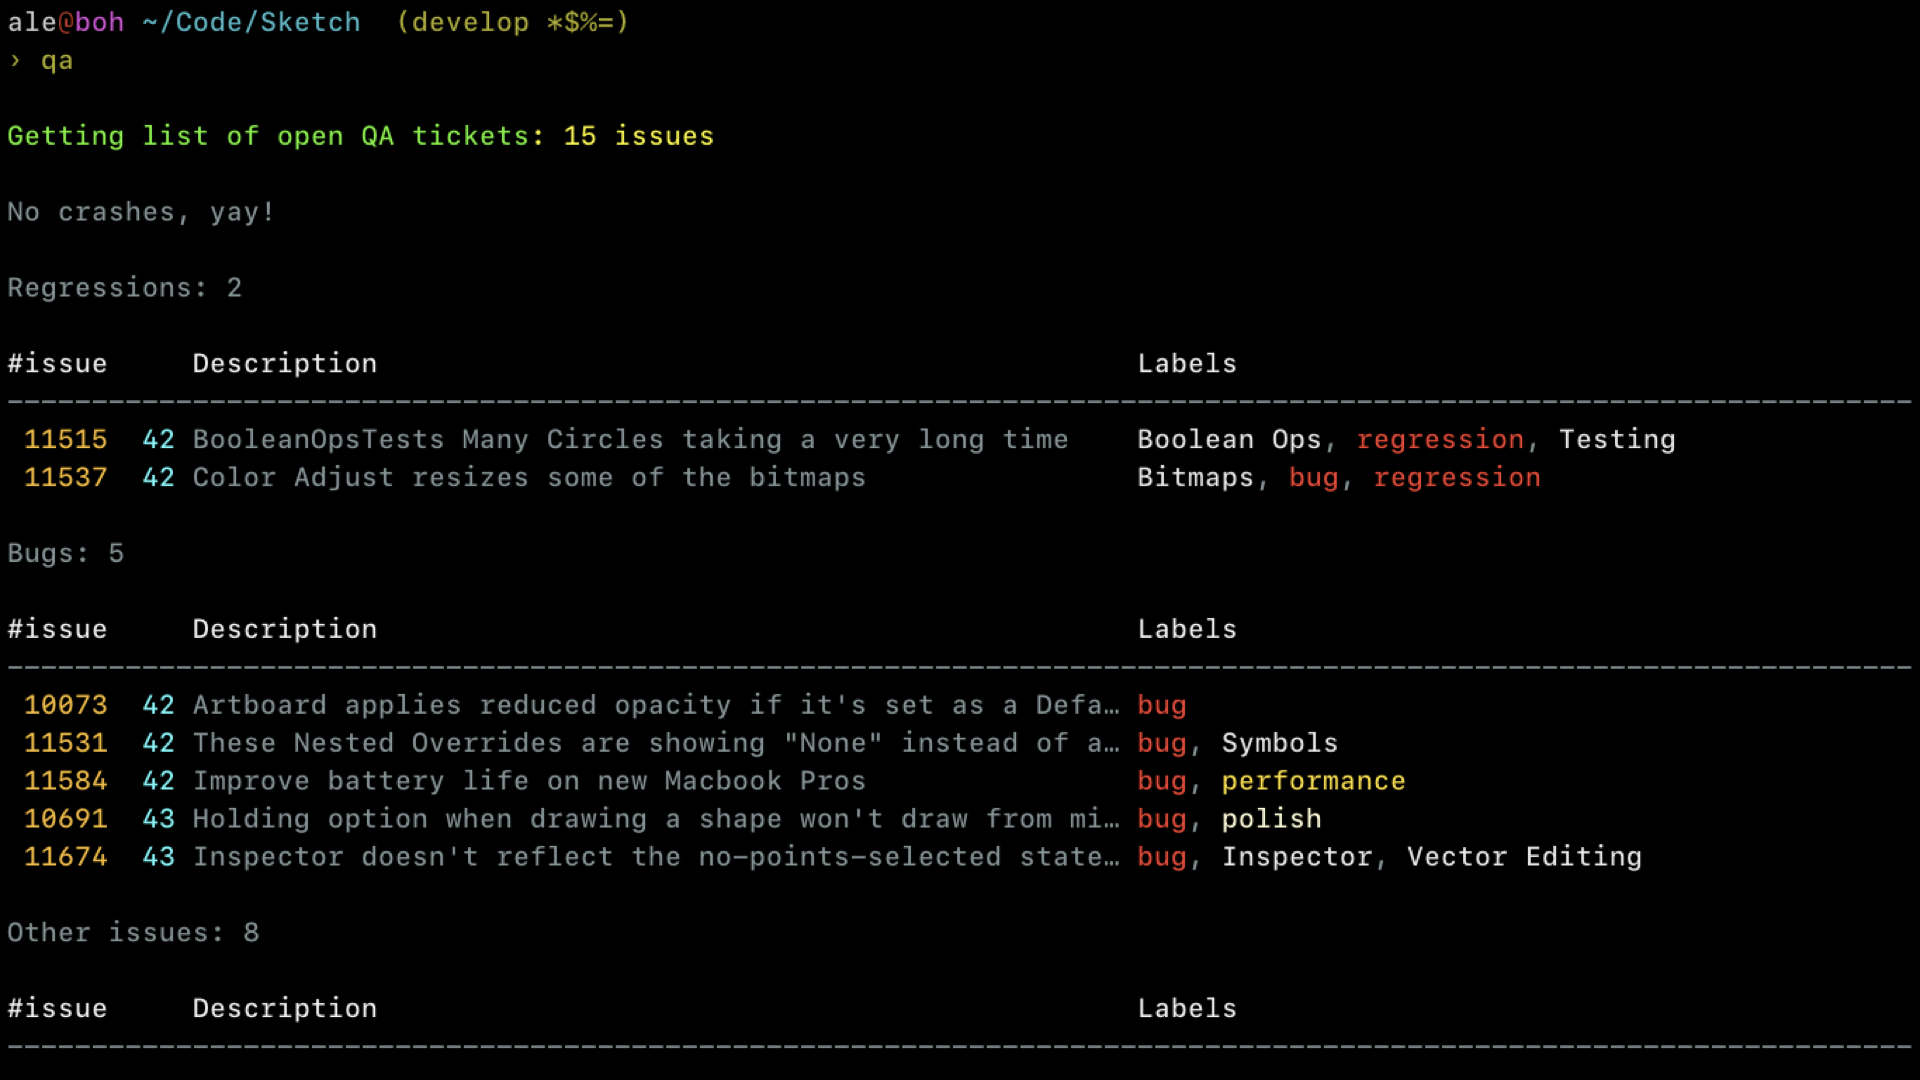 ale@boh ~/Code/Sketch  (develop *$%=)
› qa
Getting list of open QA tickets: 15 issues
No crashes, yay!
Regressions: 2
#issue     Description                                             Labels
11515  42 BooleanOpsTests Many Circles taking a very long time    Boolean Ops, regression, Testing
11537  42 Color Adjust resizes some of the bitmaps                Bitmaps, bug, regression
Bugs: 5
#issue     Description                                             Labels
10073  42 Artboard applies reduced opacity if it's set as a Defa… bug
11531  42 These Nested Overrides are showing "None" instead of a… bug, Symbols
11584  42 Improve battery life on new Macbook Pros                bug, performance
10691  43 Holding option when drawing a shape won't draw from mi… bug, polish
11674  43 Inspector doesn't reflect the no-points-selected state… bug, Inspector, Vector Editing
Other issues: 8
#issue     Description                                             Labels